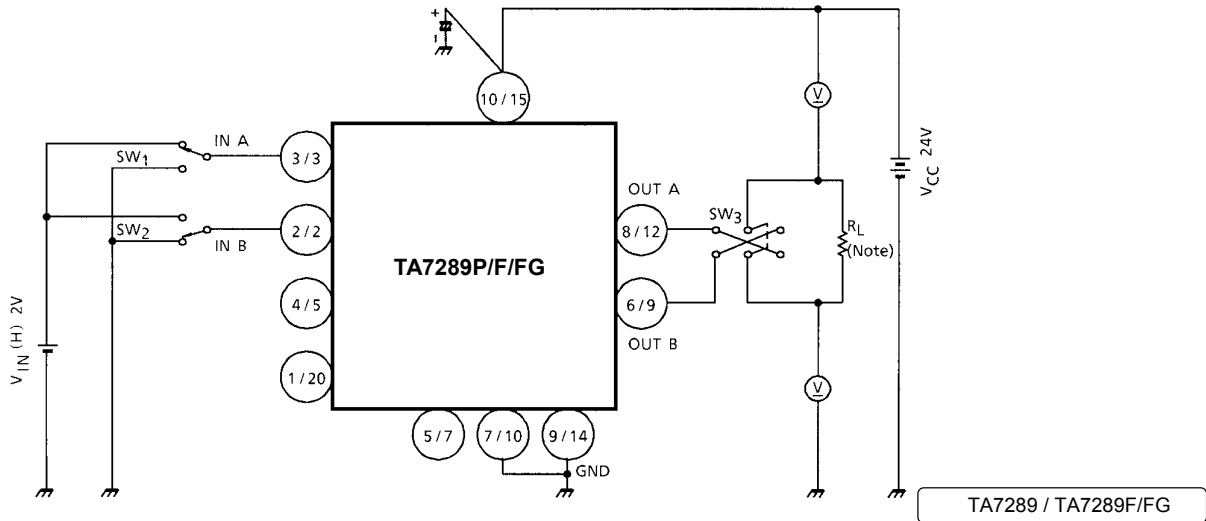 +
-
10 / 15
IN A
SW1
3 / 3
SW2
IN B
2 / 2
4 / 5
1 / 20
VIN (H) 2V
TA7289P/F/FG
OUT A
8 / 12
6 / 9
OUT B
SW3
V
RL
(Note)
V
VCC 24V
5 / 7
7 / 10
9 / 14
GND
TA7289 / TA7289F/FG